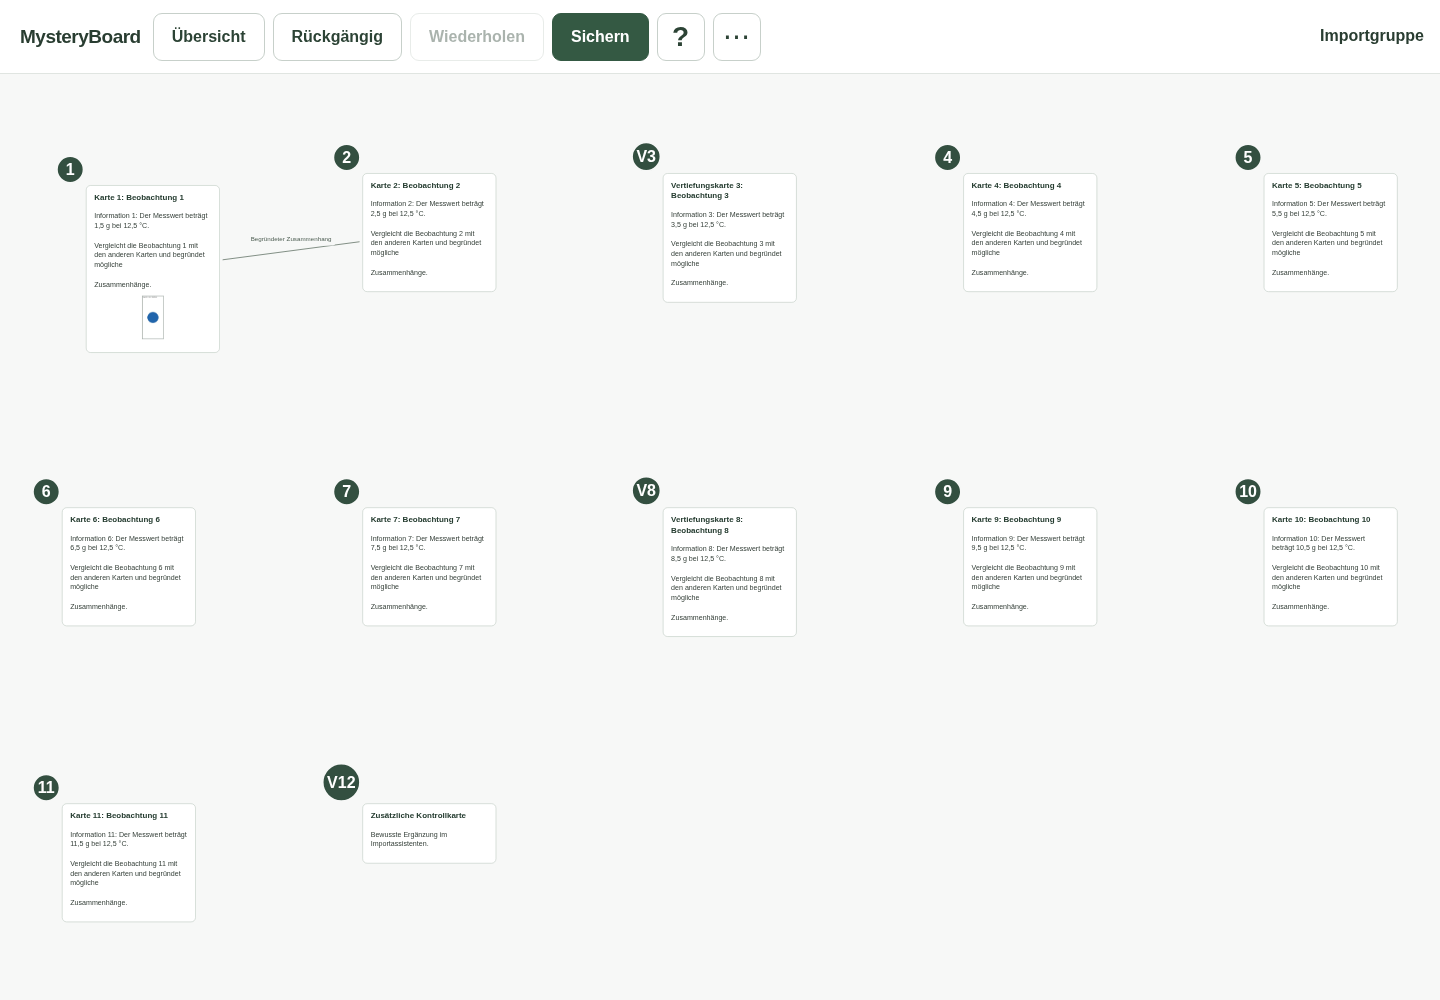 MysteryBoard
Übersicht
Rückgängig
Wiederholen
Sichern
?
...
Importgruppe
1
Karte 1: Beobachtung 1
Information 1: Der Messwert beträgt
1,5 g bei 12,5 °C.
Vergleicht die Beobachtung 1 mit
den anderen Karten und begründet
mögliche
Zusammenhänge.
Begründeter Zusammenhang
2
Karte 2: Beobachtung 2
Information 2: Der Messwert beträgt
2,5 g bei 12,5 °C.
Vergleicht die Beobachtung 2 mit
den anderen Karten und begründet
mögliche
Zusammenhänge.
V3
Vertiefungskarte 3:
Beobachtung 3
Information 3: Der Messwert beträgt
3,5 g bei 12,5 °C.
Vergleicht die Beobachtung 3 mit
den anderen Karten und begründet
mögliche
Zusammenhänge.
4
Karte 4: Beobachtung 4
Information 4: Der Messwert beträgt
4,5 g bei 12,5 °C.
Vergleicht die Beobachtung 4 mit
den anderen Karten und begründet
mögliche
Zusammenhänge.
5
Karte 5: Beobachtung 5
Information 5: Der Messwert beträgt
5,5 g bei 12,5 °C.
Vergleicht die Beobachtung 5 mit
den anderen Karten und begründet
mögliche
Zusammenhänge.
6
Karte 6: Beobachtung 6
Information 6: Der Messwert beträgt
6,5 g bei 12,5 °C.
Vergleicht die Beobachtung 6 mit
den anderen Karten und begründet
mögliche
Zusammenhänge.
7
Karte 7: Beobachtung 7
Information 7: Der Messwert beträgt
7,5 g bei 12,5 °C.
Vergleicht die Beobachtung 7 mit
den anderen Karten und begründet
mögliche
Zusammenhänge.
V8
Vertiefungskarte 8:
Beobachtung 8
Information 8: Der Messwert beträgt
8,5 g bei 12,5 °C.
Vergleicht die Beobachtung 8 mit
den anderen Karten und begründet
mögliche
Zusammenhänge.
9
Karte 9: Beobachtung 9
Information 9: Der Messwert beträgt
9,5 g bei 12,5 °C.
Vergleicht die Beobachtung 9 mit
den anderen Karten und begründet
mögliche
Zusammenhänge.
10
Karte 10: Beobachtung 10
Information 10: Der Messwert
beträgt 10,5 g bei 12,5 °C.
Vergleicht die Beobachtung 10 mit
den anderen Karten und begründet
mögliche
Zusammenhänge.
11
Karte 11: Beobachtung 11
Information 11: Der Messwert beträgt
11,5 g bei 12,5 °C.
Vergleicht die Beobachtung 11 mit
den anderen Karten und begründet
mögliche
Zusammenhänge.
V12
Zusätzliche Kontrollkarte
Bewusste Ergänzung im
Importassistenten.